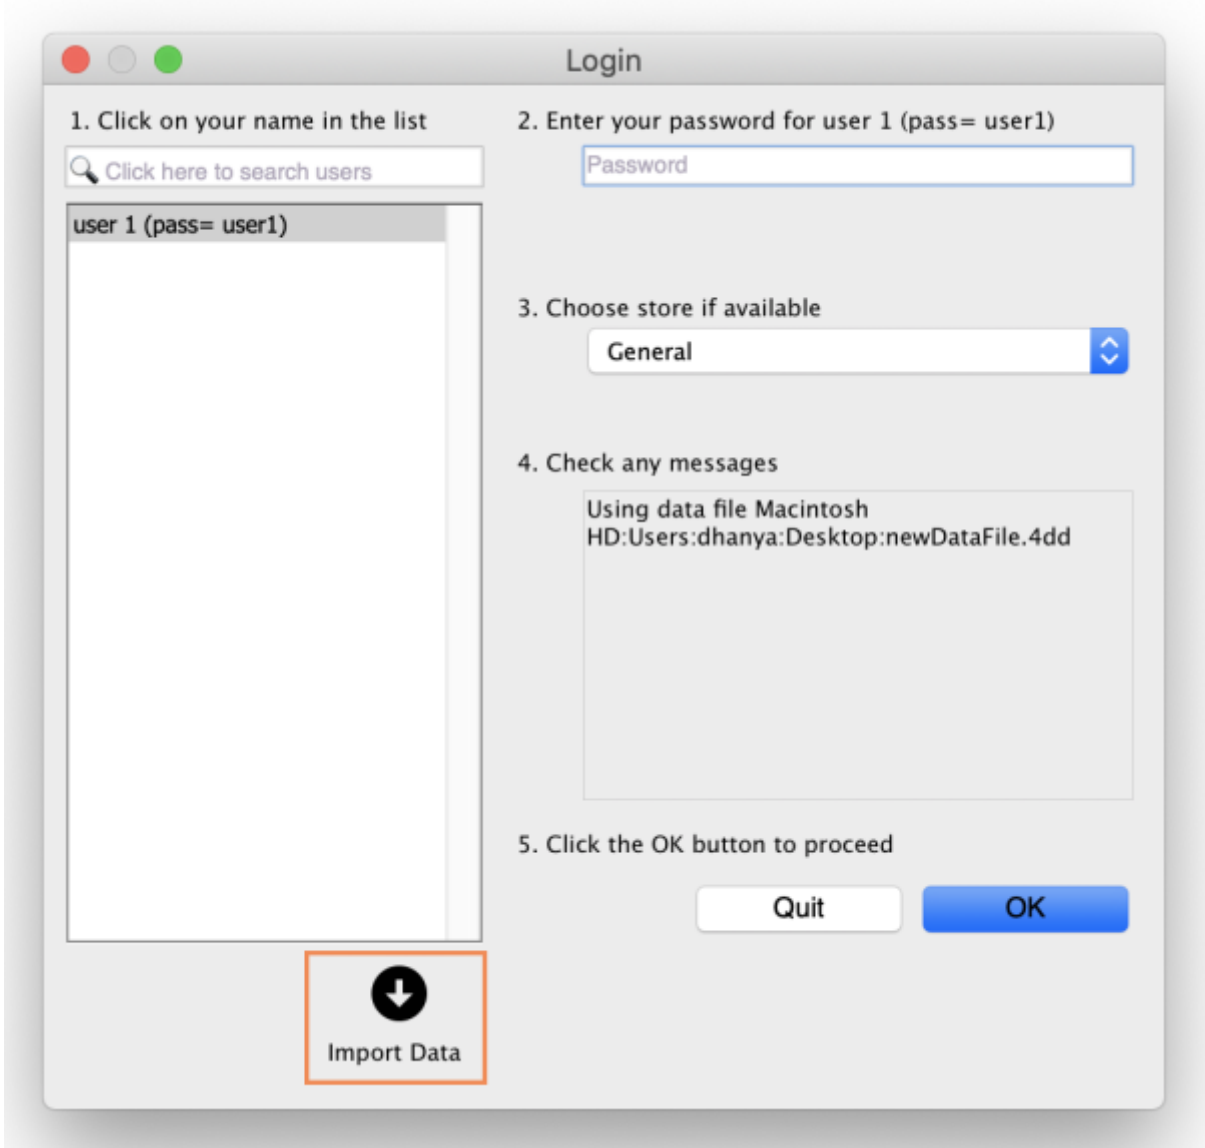 Login
1. Click on your name in the list
Click here to search users
user 1 (pass= user1)
2. Enter your password for user 1 (pass= user1)
Password
3. Choose store if available
General
4. Check any messages
Using data file Macintosh
HD:Users:dhanya:Desktop:newDataFile.4dd
5. Click the OK button to proceed
Quit
OK
Import Data